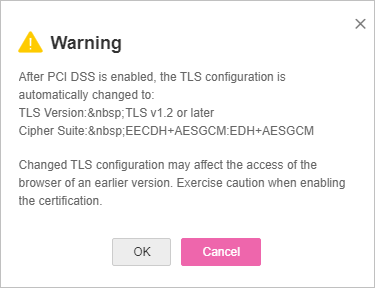 Warning
After PCI DSS is enabled, the TLS configuration is
automatically changed to:
TLS Version:&nbsp;TLS v1.2 or later
Cipher Suite:&nbsp;EECDH+AESGCM:EDH+AESGCM
Changed TLS configuration may affect the access of the
browser of an earlier version. Exercise caution when enabling
the certification.
OK
Cancel